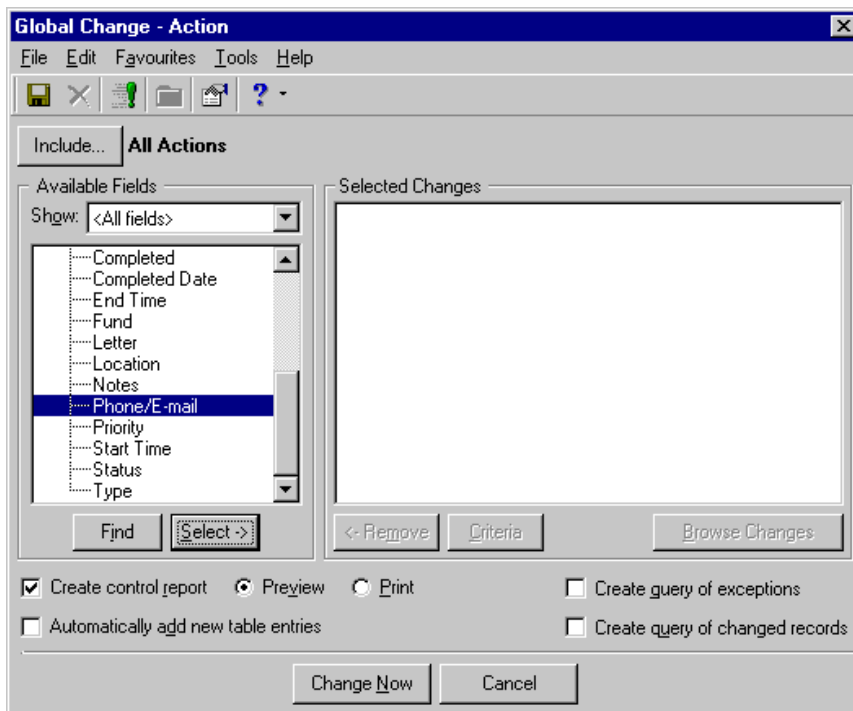 Global Change - Action
File Edit Favourites Tools Help
Include... All Actions
Available Fields
Show: <All fields>
Completed
Completed Date
End Time
Fund
Letter
Location
Notes
Phone/E-mail
Priority
Start Time
Status
Type
Find Select ->
Selected Changes
<- Remove Criteria Browse Changes
Create control report Preview Print
Automatically add new table entries
Create query of exceptions
Create query of changed records
Change Now Cancel